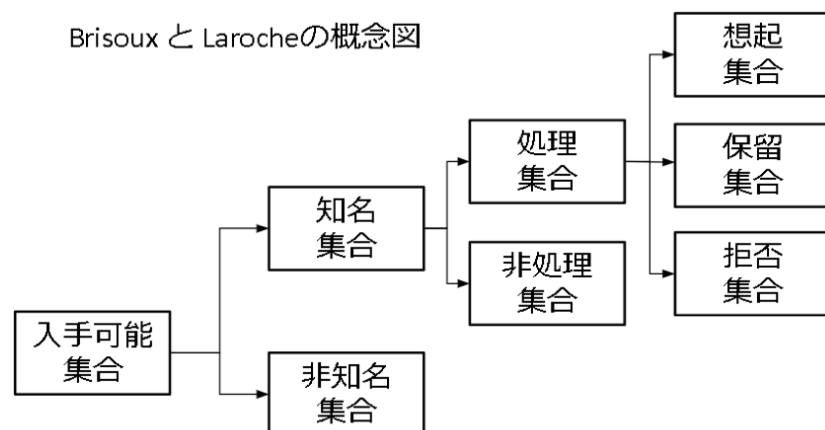 Brisoux と Larocheの概念図
入手可能
集合
知名
集合
非知名
集合
処理
集合
非処理
集合
想起
集合
保留
集合
拒否
集合